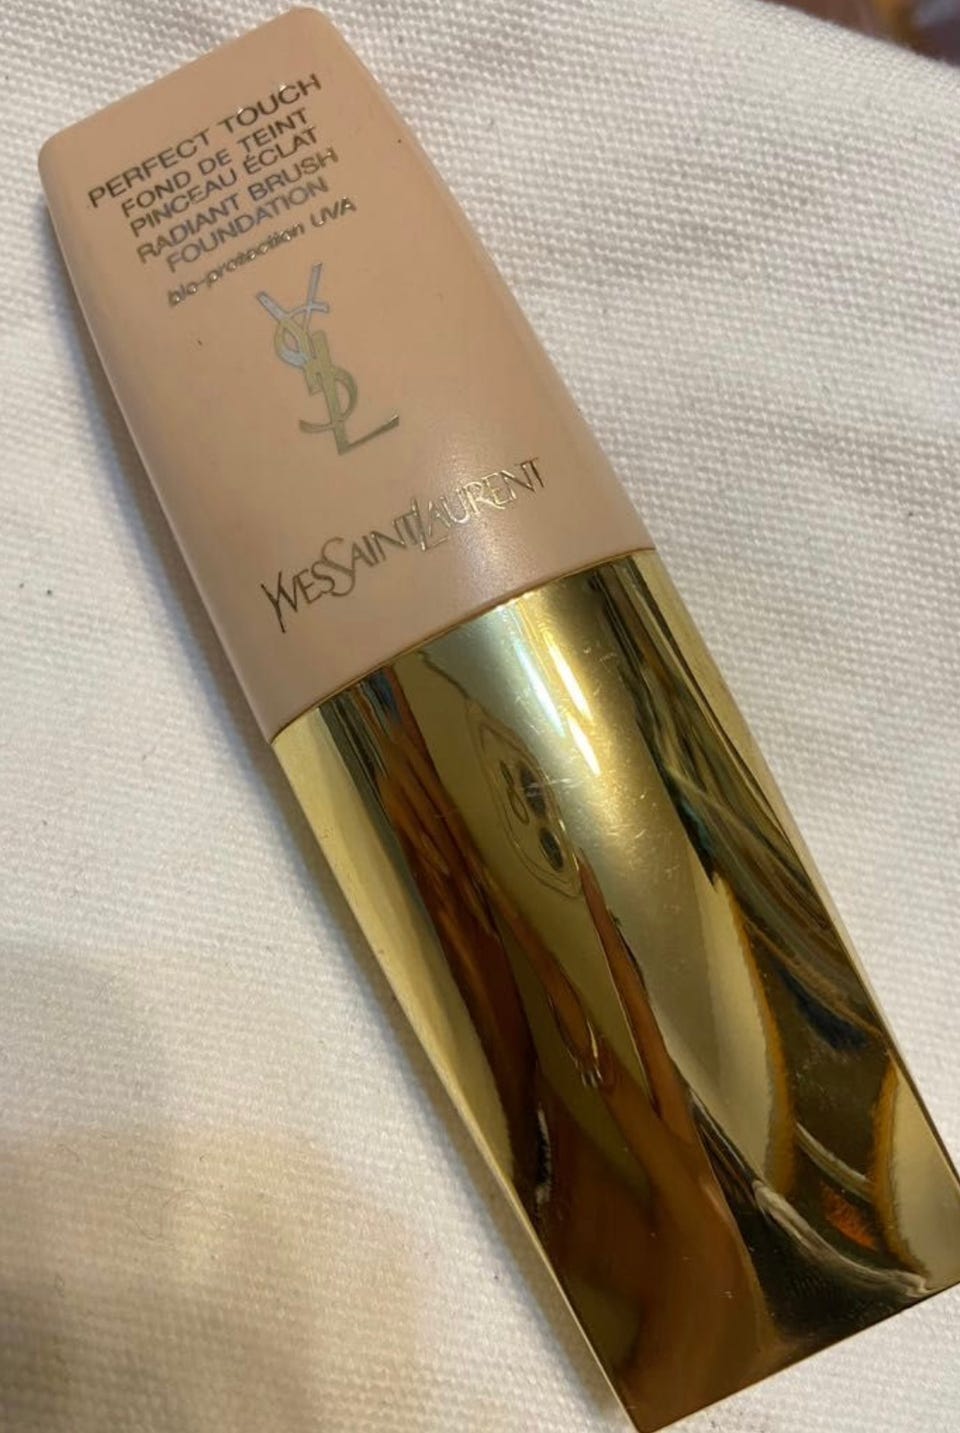 PERFECT TOUCH
FOND DE TEINT
PINCEAU ÉCLAT
RADIANT BRUSH
FOUNDATION
bio-protection UVA
YSL
YVESSAINTLAURENT